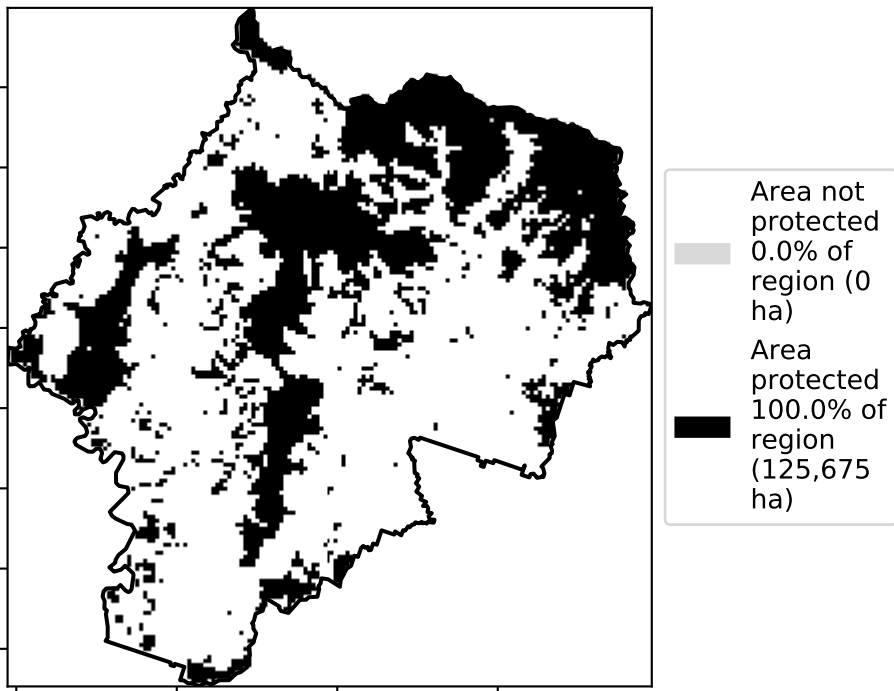 Area not
protected
0.0% of
region (0
ha)
Area
protected
100.0% of
region
(125,675
ha)